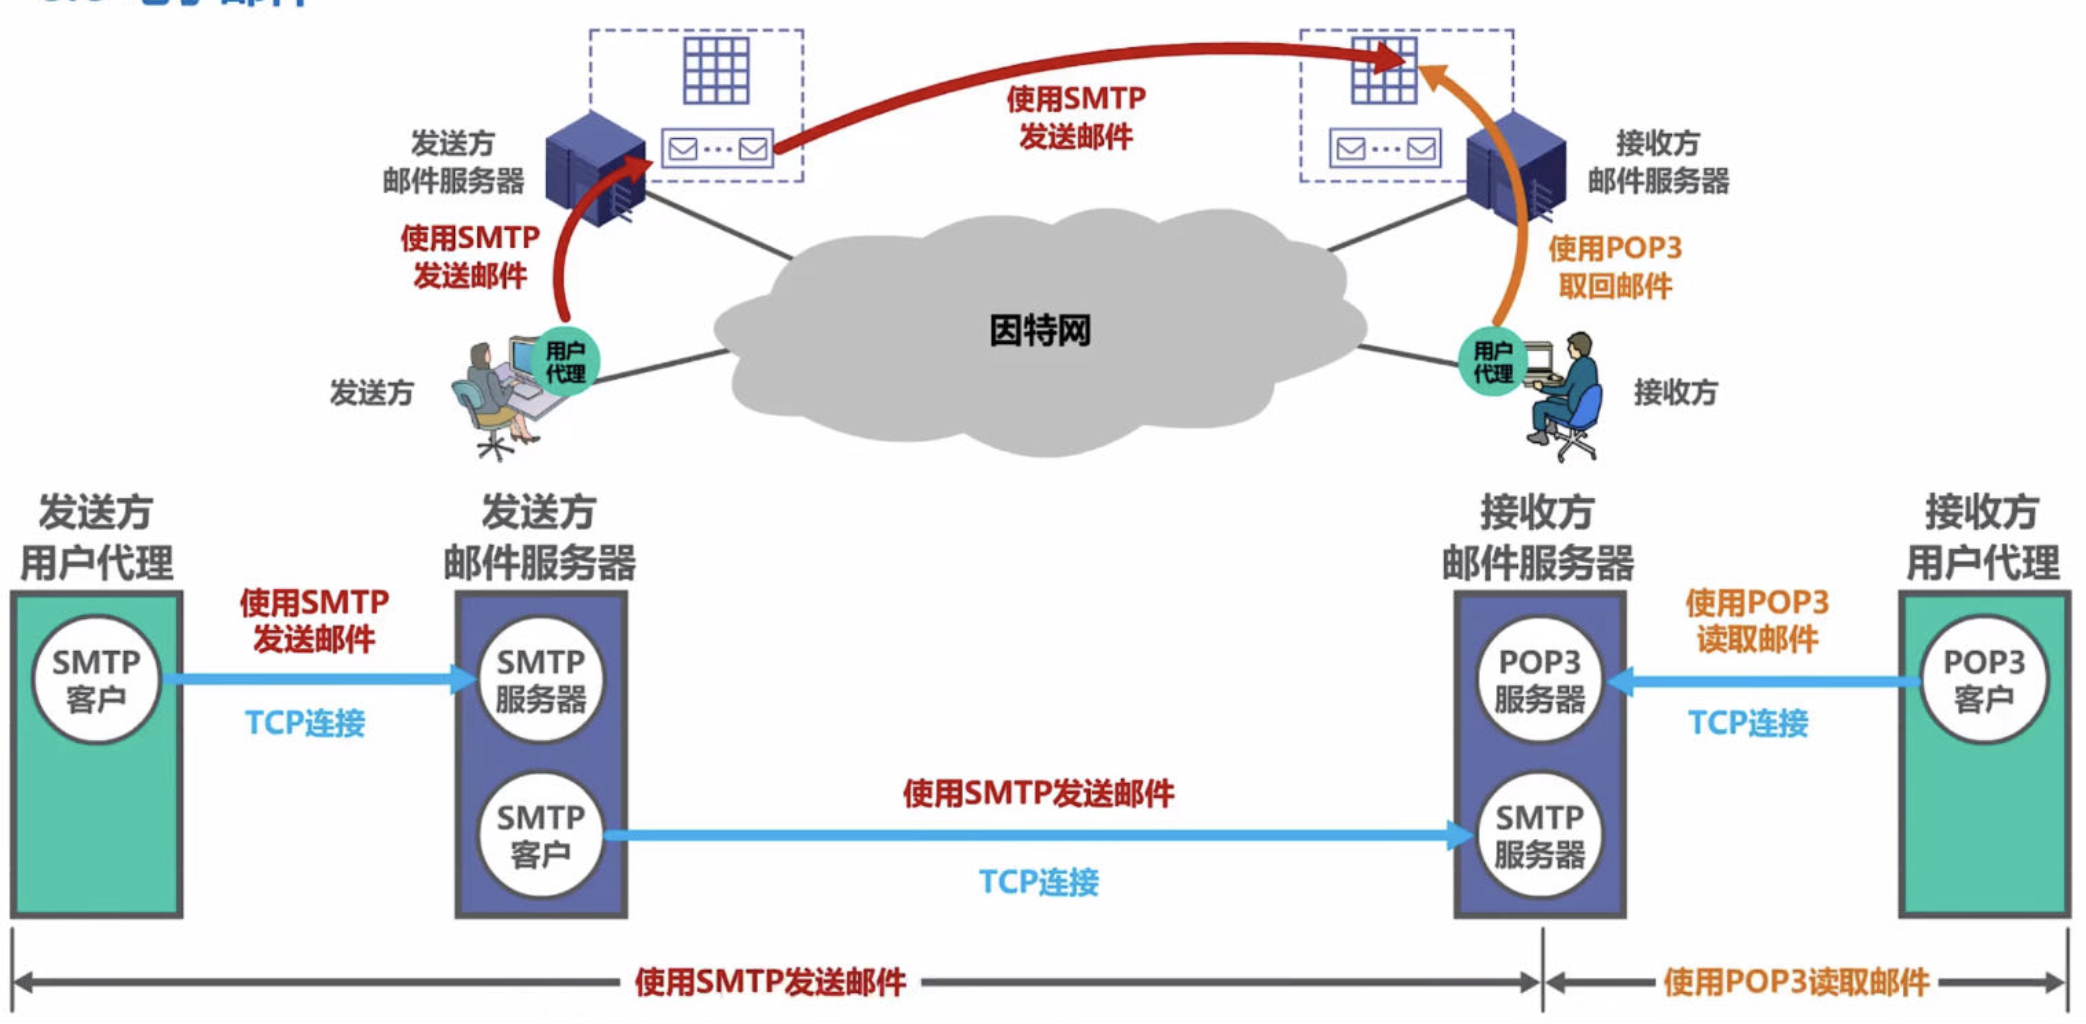 使用SMTP
发送邮件
发送方
邮件服务器
接收方
邮件服务器
使用SMTP
发送邮件
使用POP3
取回邮件
因特网
用户
代理
用户
代理
发送方
接收方
发送方
用户代理
发送方
邮件服务器
接收方
邮件服务器
接收方
用户代理
使用SMTP
发送邮件
使用POP3
读取邮件
SMTP
客户
SMTP
服务器
POP3
服务器
POP3
客户
TCP连接
TCP连接
使用SMTP发送邮件
SMTP
客户
SMTP
服务器
TCP连接
使用SMTP发送邮件
使用POP3读取邮件